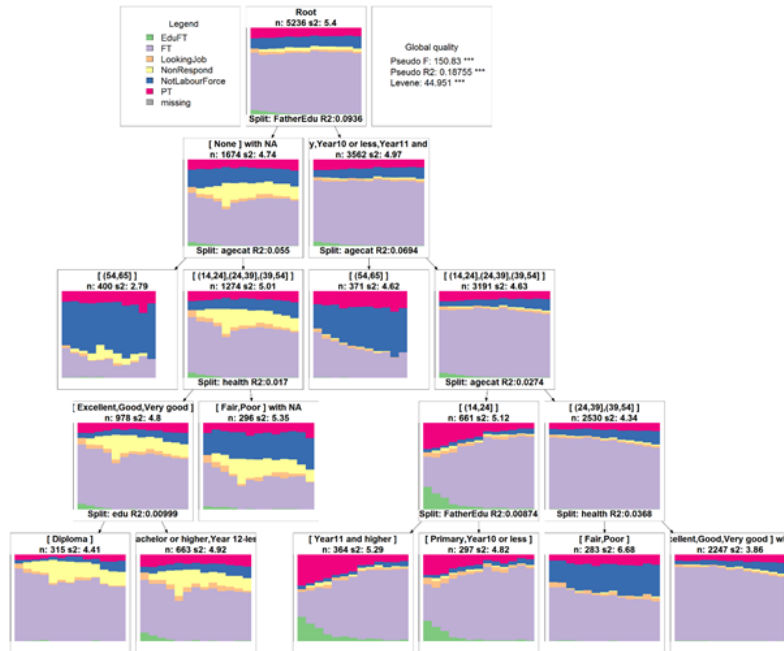 Legend
EduFT
FT
LookingJob
NonRespond
NotLabourForce
PT
missing
Root
n: 5236 s2: 5.4
Split: FatherEdu R2:0.0936
Global quality
Pseudo F: 150.83 ***
Pseudo R2: 0.18755 ***
Levene: 44.951 ***
[ None ] with NA
n: 1674 s2: 4.74
Split: agecat R2:0.055
y,Year10 or less,Year11 and
n: 3562 s2: 4.97
Split: agecat R2:0.0694
[ (54,65] ]
n: 400 s2: 2.79
[ (14,24],(24,39],(39,54] ]
n: 1274 s2: 5.01
Split: health R2:0.017
[ (54,65] ]
n: 371 s2: 4.62
[ (14,24],(24,39],(39,54] ]
n: 3191 s2: 4.63
Split: agecat R2:0.0274
[ Excellent,Good,Very good ]
n: 978 s2: 4.8
Split: edu R2:0.00999
[ Fair,Poor ] with NA
n: 296 s2: 5.35
[ (14,24] ]
n: 661 s2: 5.12
Split: FatherEdu R2:0.00874
[ (24,39],(39,54] ]
n: 2530 s2: 4.34
Split: health R2:0.0368
[ Diploma ]
n: 315 s2: 4.41
achelor or higher,Year 12-les
n: 663 s2: 4.92
[ Year11 and higher ]
n: 364 s2: 5.29
[ Primary,Year10 or less ]
n: 297 s2: 4.82
[ Fair,Poor ]
n: 283 s2: 6.68
cellent,Good,Very good ] wi
n: 2247 s2: 3.86